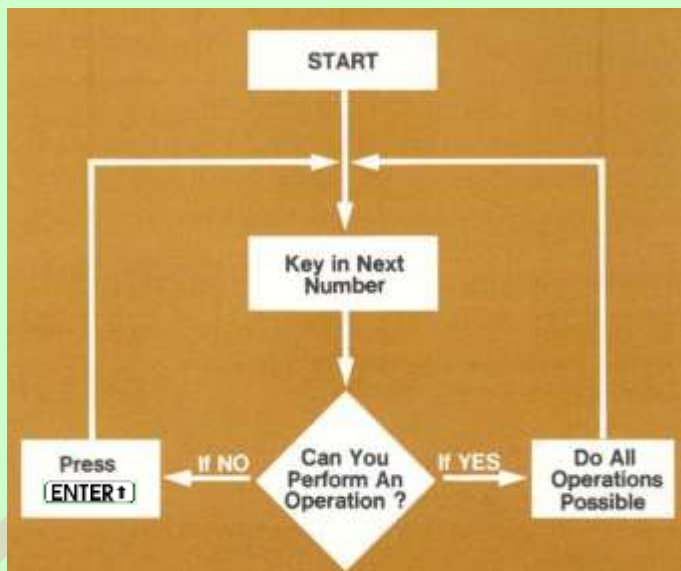 START
Key in Next
Number
Can You
Perform An
Operation ?
If NO
If YES
Press
ENTER↑
Do All
Operations
Possible